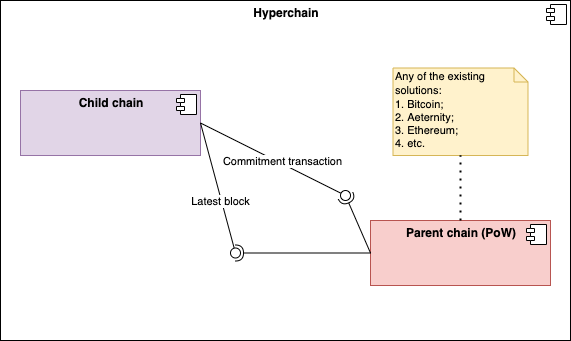 Hyperchain
Child chain
Any of the existing
solutions:
1. Bitcoin;
2. Aeternity;
3. Ethereum;
4. etc.
Commitment transaction
Latest block
Parent chain (PoW)